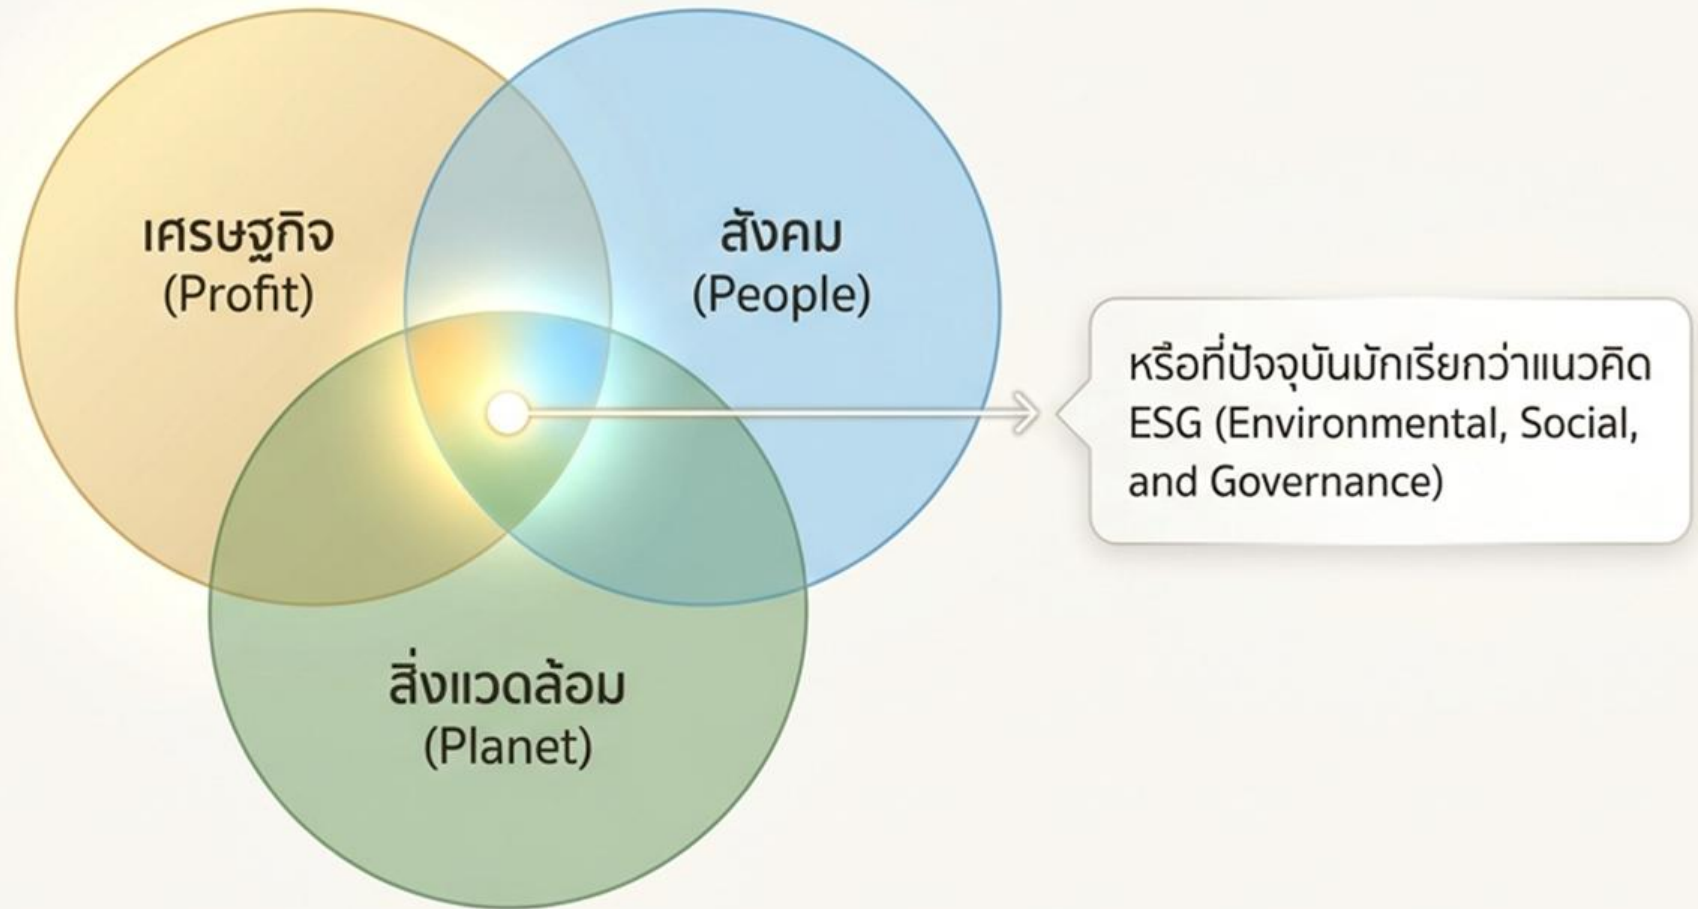 เศรษฐกิจ
(Profit)
สังคม
(People)
สิ่งแวดล้อม
(Planet)
หรือที่ปัจจุบันมักเรียกว่าแนวคิด
ESG (Environmental, Social,
and Governance)